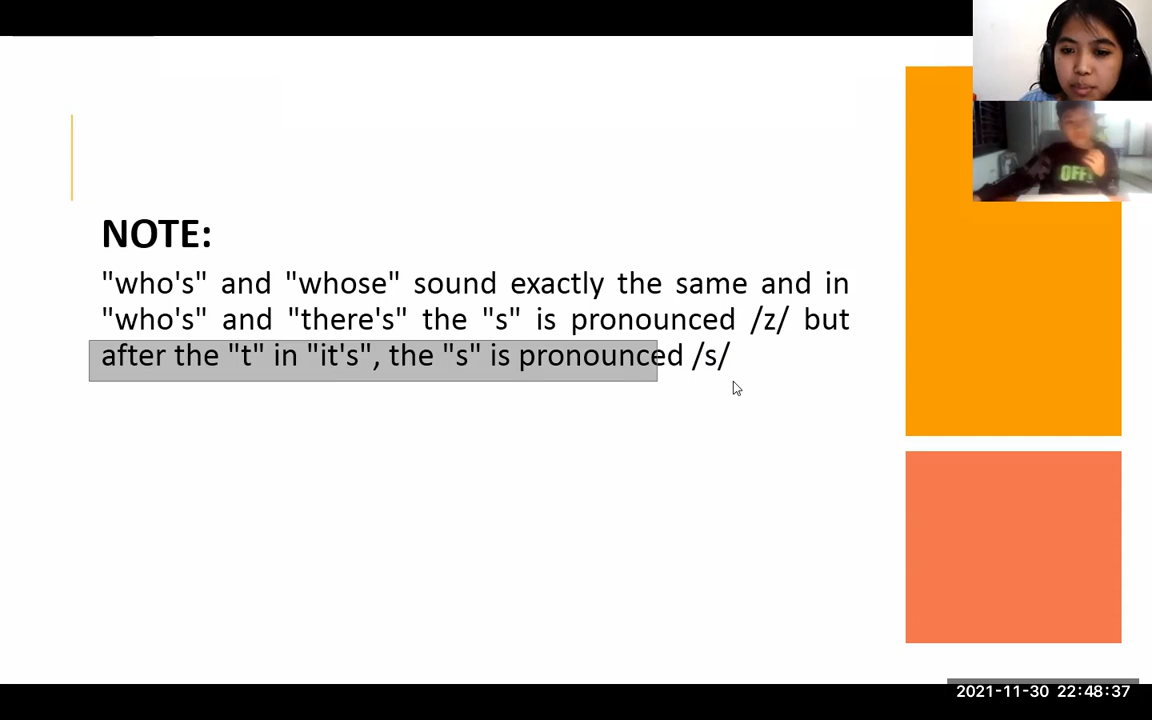 NOTE:
"who's" and "whose" sound exactly the same and in
"who's" and "there's" the "s" is pronounced /z/ but
after the "t" in "it's", the "s" is pronounced /s/
OFF
2021-11-30 22:48:37